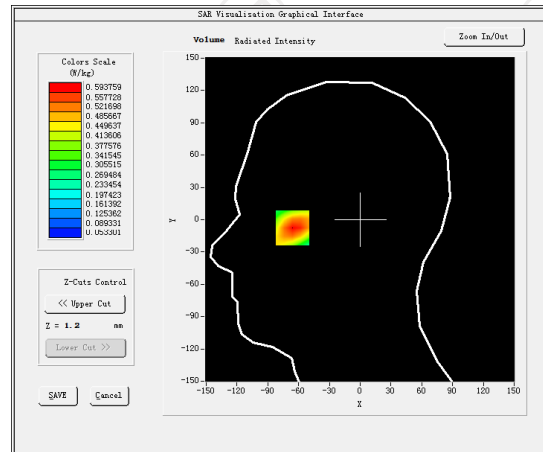 SAR Visualisation Graphical Interface
Colors Scale
(W/kg)
0.593759
0.557728
0.521698
0.485667
0.449637
0.413606
0.377576
0.341545
0.305515
0.269484
0.233454
0.197423
0.161392
0.125362
0.089331
0.053301
Z-Cuts Control
<< Upper Cut
Z = 1.2 mm
Lower Cut >>
SAVE Cancel
Volume Radiated Intensity
Zoom In/Out
150
120
90
60
30
0
-30
-60
-90
-120
-150
Y
-150 -120 -90 -60 -30 0 30 60 90 120 150
X